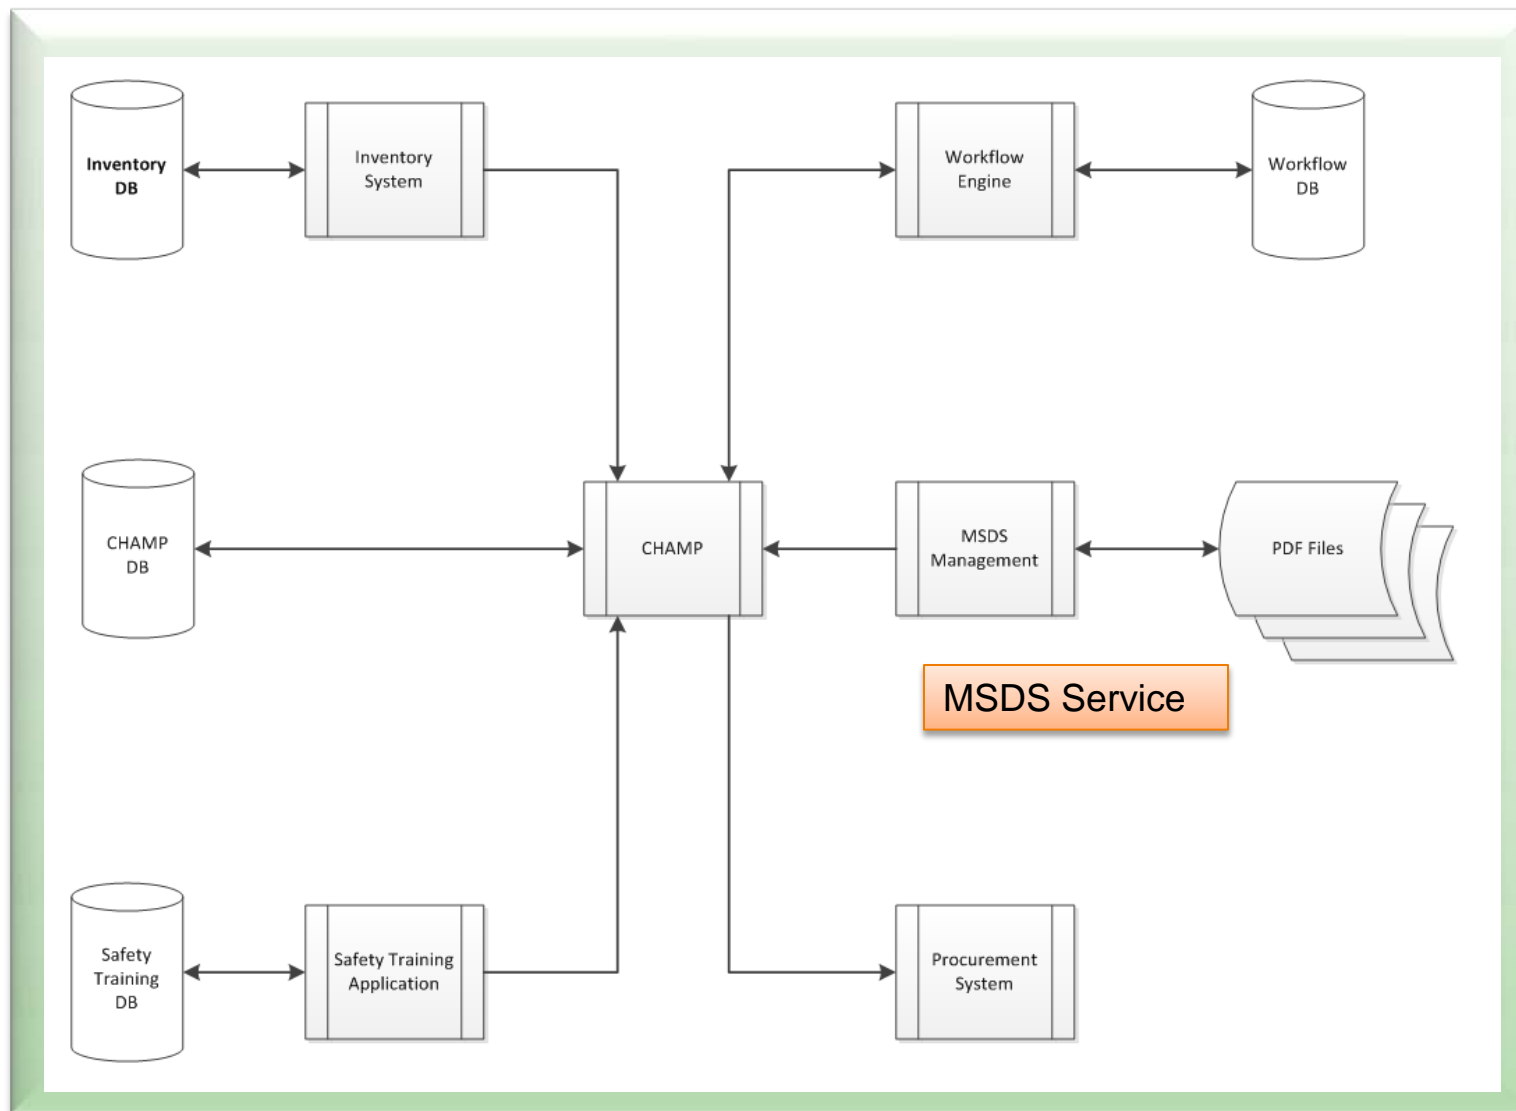 Inventory
DB
Inventory
System
Workflow
Engine
Workflow
DB
CHAMP
DB
CHAMP
MSDS
Management
PDF Files
MSDS Service
Safety
Training
DB
Safety Training
Application
Procurement
System